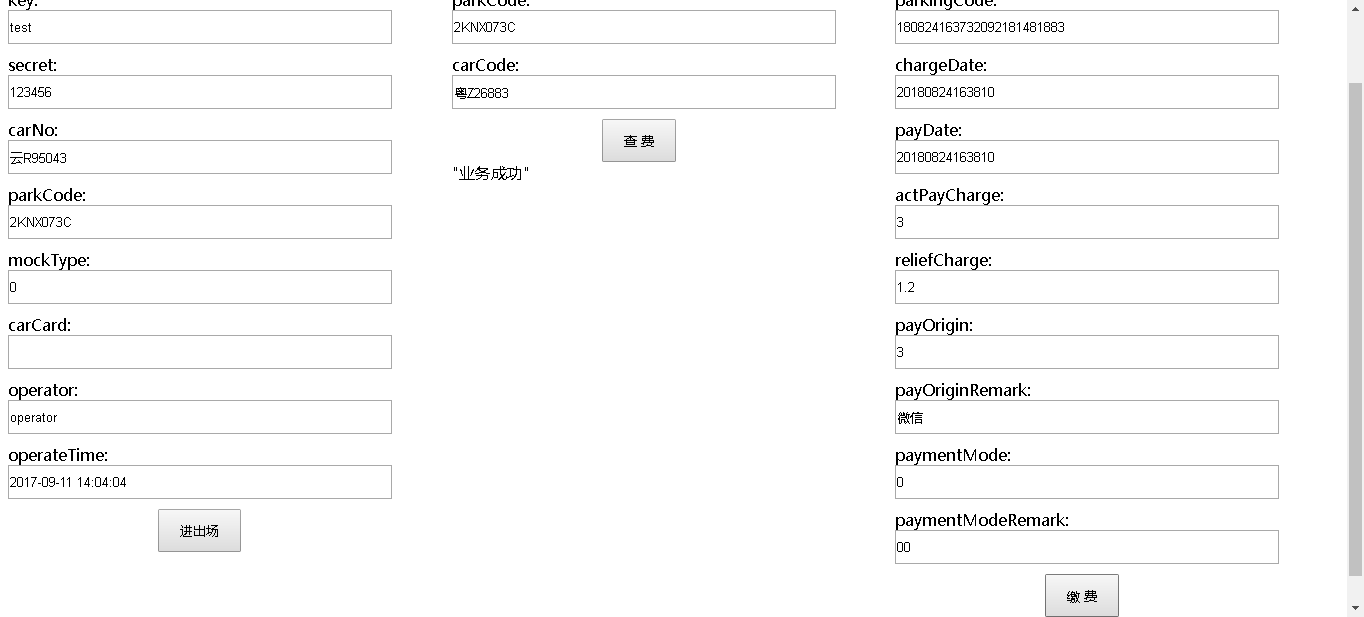 key:
test
secret:
123456
carNo:
云R95043
parkCode:
2KNX073C
mockType:
0
carCard:
operator:
operator
operateTime:
2017-09-11 14:04:04
进出场
parkCode:
2KNX073C
carCode:
粤Z26883
查 费
"业务成功"
parkingCode:
180824163732092181481883
chargeDate:
20180824163810
payDate:
20180824163810
actPayCharge:
3
reliefCharge:
1.2
payOrigin:
3
payOriginRemark:
微信
paymentMode:
0
paymentModeRemark:
00
缴 费